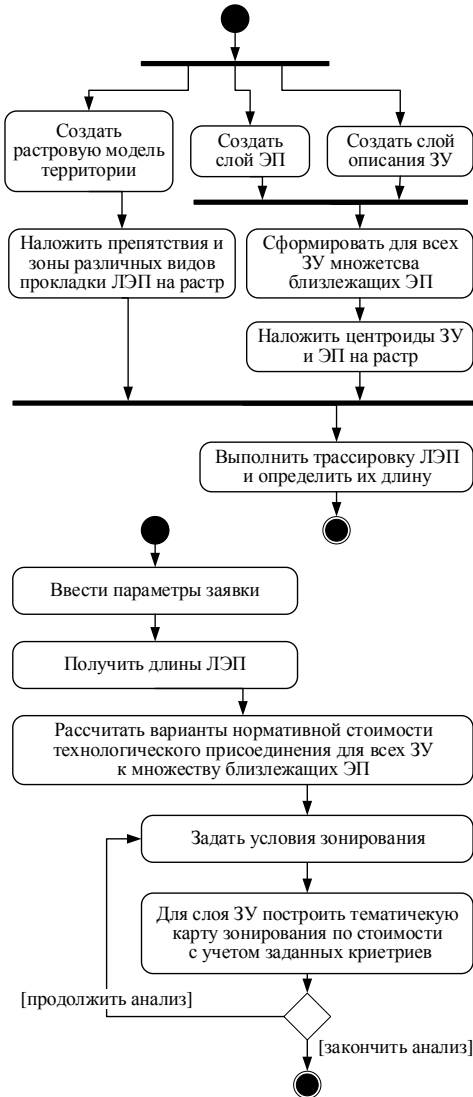 Создать
растровую модель
территории
Создать
слой ЭП
Создать слой
описания ЗУ
Наложить препятствия и
зоны различных видов
прокладки ЛЭП на растр
Сформировать для всех
ЗУ множетсва
близлежащих ЭП
Наложить центроиды ЗУ
и ЭП на растр
Выполнить трассировку ЛЭП
и определить их длину
Ввести параметры заявки
Получить длины ЛЭП
Рассчитать варианты нормативной стоимости
технологического присоединения для всех ЗУ
к множеству близлежащих ЭП
Задать условия зонирования
Для слоя ЗУ построить тематичекую
карту зонирования по стоимости
с учетом заданных криетриев
[продолжить анализ]
[закончить анализ]